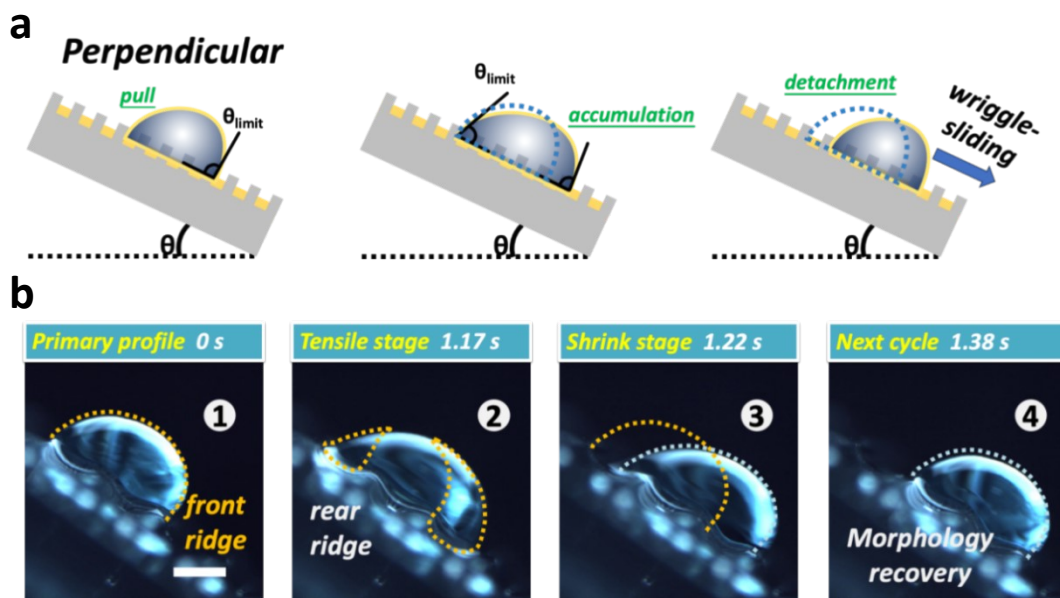 a
Perpendicular
pull
θlimit
θ
θlimit
accumulation
θ
detachment
wriggle-
sliding
θ
b
Primary profile 0 s
1
front
ridge
Tensile stage 1.17 s
2
rear
ridge
Shrink stage 1.22 s
3
Next cycle 1.38 s
4
Morphology
recovery